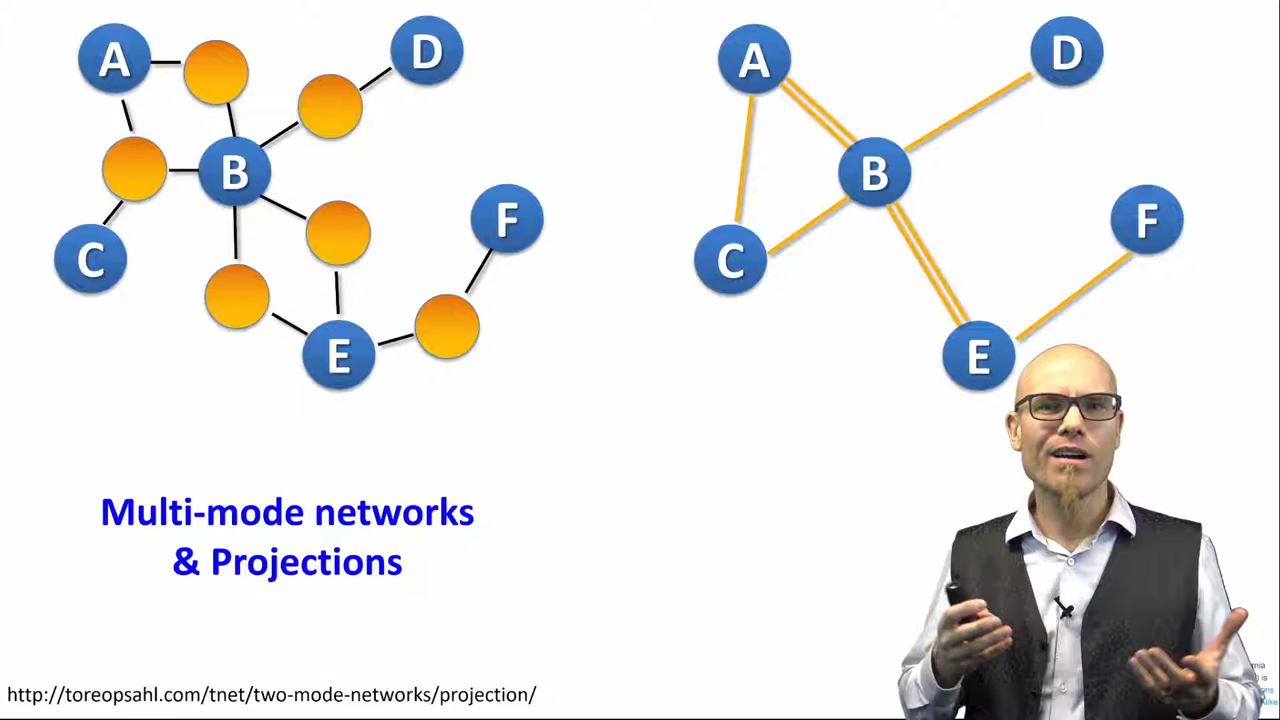 A
D
B
C
F
E
A
D
B
C
F
E
Multi-mode networks
& Projections
http://toreopsahl.com/tnet/two-mode-networks/projection/